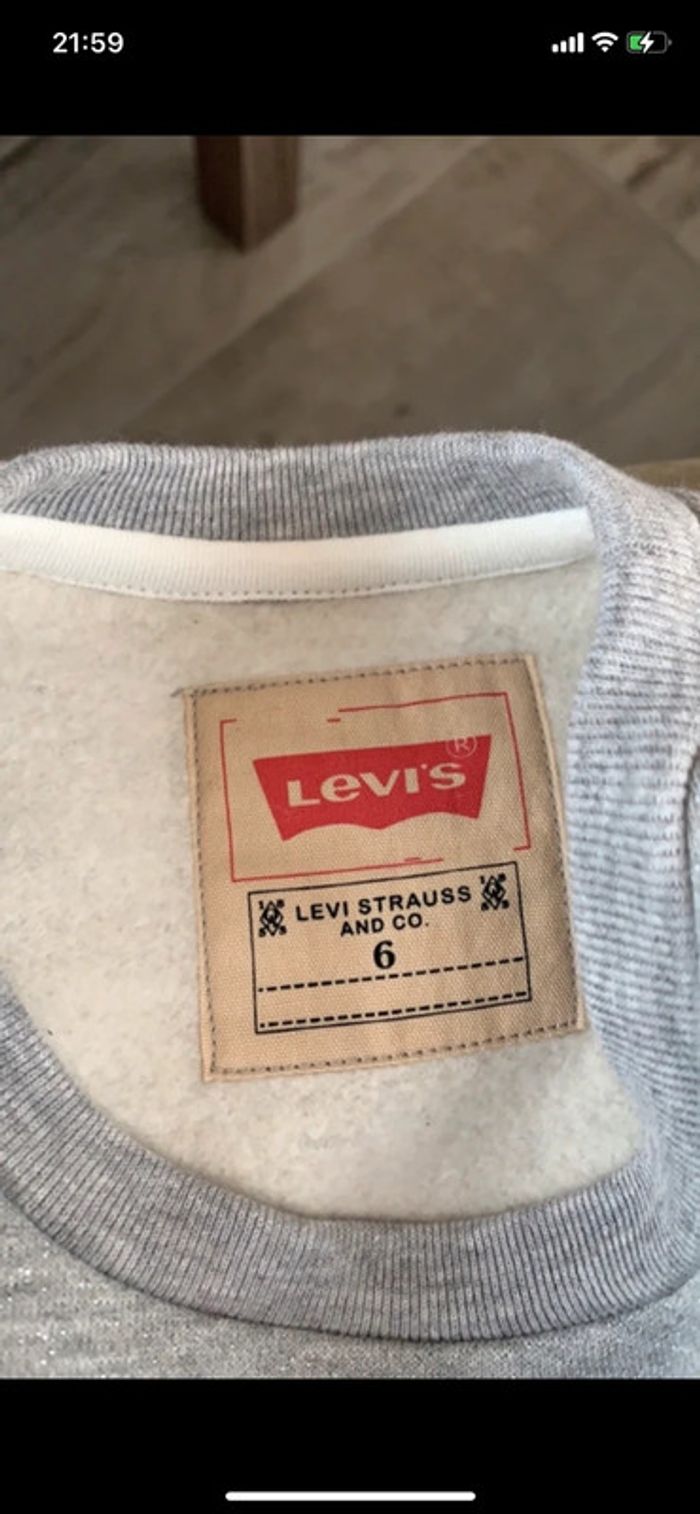 21:59
LEVI'S
®
LEVI STRAUSS
AND CO.
6